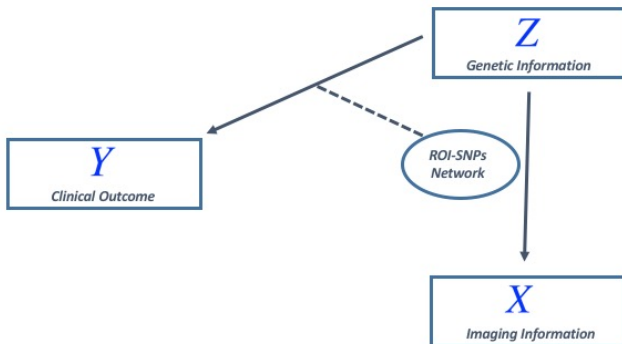 Z
Genetic Information
Y
Clinical Outcome
ROI-SNPs
Network
X
Imaging Information